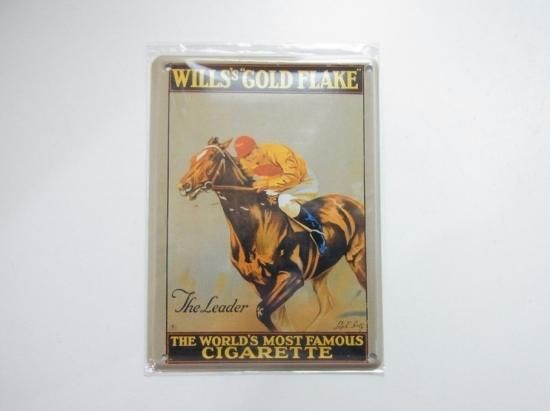 WILLS's "GOLD FLAKE"
The Leader
THE WORLD'S MOST FAMOUS
CIGARETTE